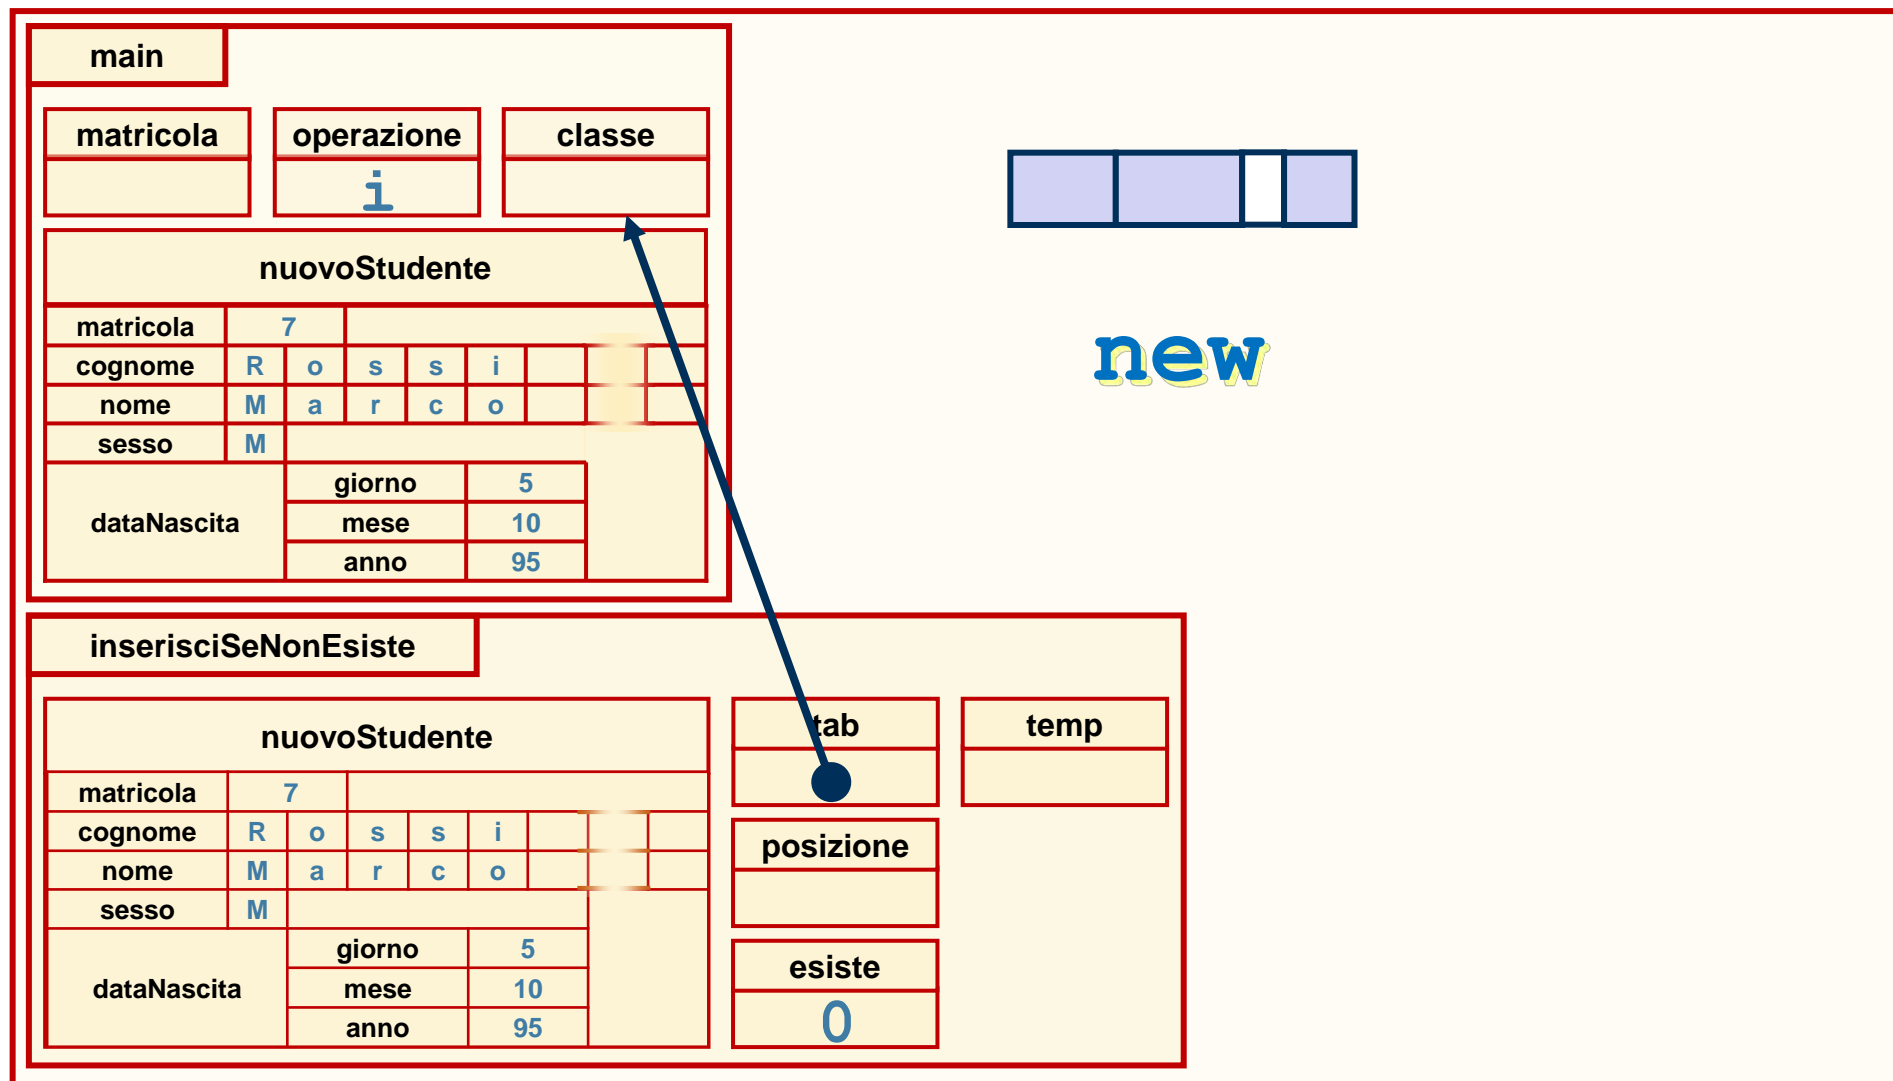 main
matricola operazione classe
i
nuovoStudente
matricola 7
cognome R o s s i
nome M a r c o
sesso M
giorno 5
dataNascita mese 10
anno 95
new
inserisciSeNonEsiste
nuovoStudente tab temp
matricola 7
cognome R o s s i
posizione
nome M a r c o
sesso M
giorno 5
esiste
dataNascita mese 10
0
anno 95